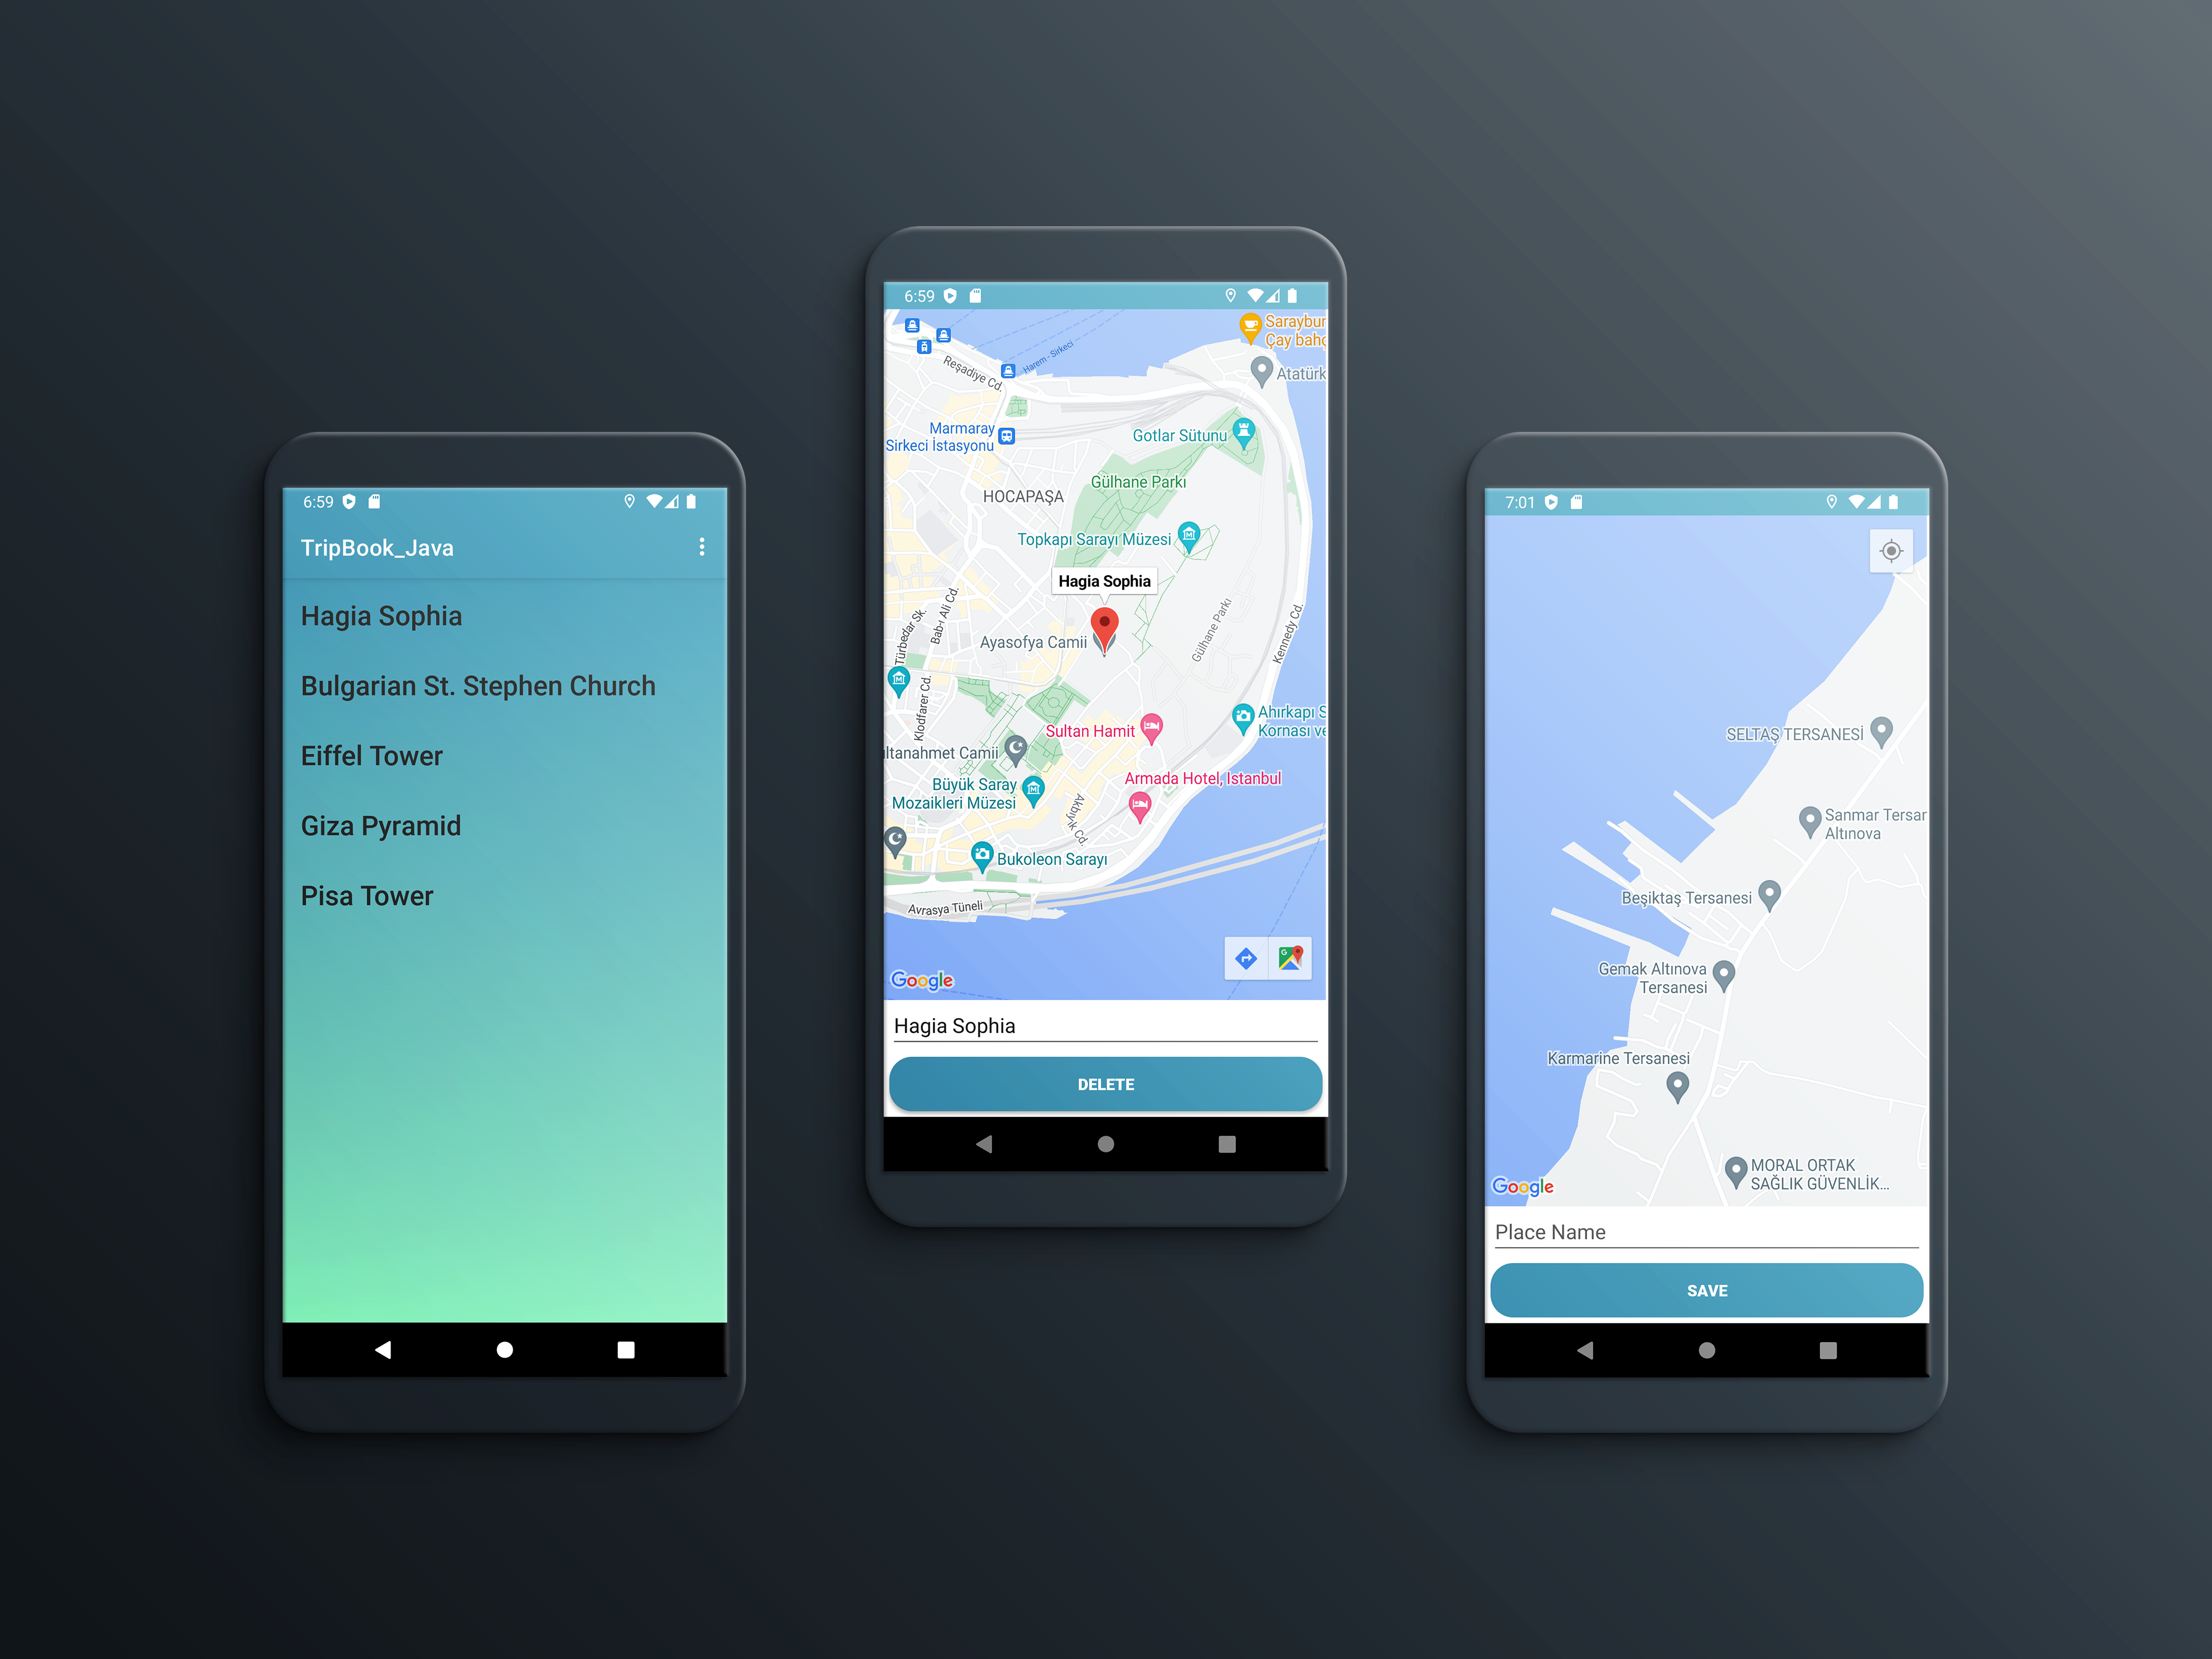 6:59
TripBook_Java
Hagia Sophia
Bulgarian St. Stephen Church
Eiffel Tower
Giza Pyramid
Pisa Tower
6:59
Saraybur
Çay bahç
Harem - Sirkeci
Reşadiye Cd.
Atatürk
Marmaray
Sirkeci İstasyonu
Gotlar Sütunu
Gülhane Parkı
HOCAPAŞA
Topkapı Sarayı Müzesi
Hagia Sophia
Bab-ı Ali Cd.
Türbedar Sk.
Ayasofya Camii
Gülhane Parkı
Kennedy Cd.
Klodfarer Cd.
Ahırkapı S
Kornası ve
Sultan Hamit
ltanahmet Camii
Armada Hotel, Istanbul
Büyük Saray
Mozaikleri Müzesi
Akbıyık Cd.
Bukoleon Sarayı
Avrasya Tüneli
Google
Hagia Sophia
DELETE
7:01
SELTAŞ TERSANESİ
Sanmar Tersar
Altınova
Beşiktaş Tersanesi
Gemak Altınova
Tersanesi
Karmarine Tersanesi
MORAL ORTAK
SAĞLIK GÜVENLİK...
Google
Place Name
SAVE